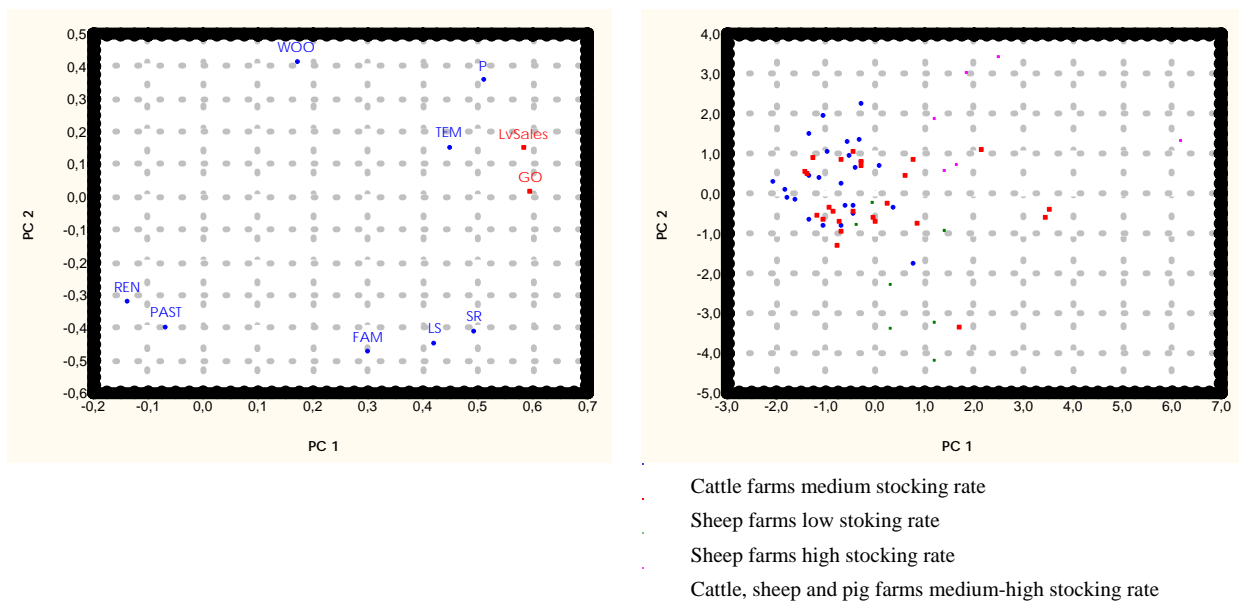 0,5
0,4
0,3
0,2
0,1
0,0
-0,1
-0,2
-0,3
-0,4
-0,5
-0,6
PC 2
WOO
P
TEM
LvSales
GO
REN
PAST
FAM
LS
SR
-0,2 -0,1 0,0 0,1 0,2 0,3 0,4 0,5 0,6 0,7
PC 1
4,0
3,0
2,0
1,0
0,0
-1,0
-2,0
-3,0
-4,0
-5,0
PC 2
-3,0 -2,0 -1,0 0,0 1,0 2,0 3,0 4,0 5,0 6,0 7,0
PC 1
Cattle farms medium stocking rate
Sheep farms low stoking rate
Sheep farms high stocking rate
Cattle, sheep and pig farms medium-high stocking rate